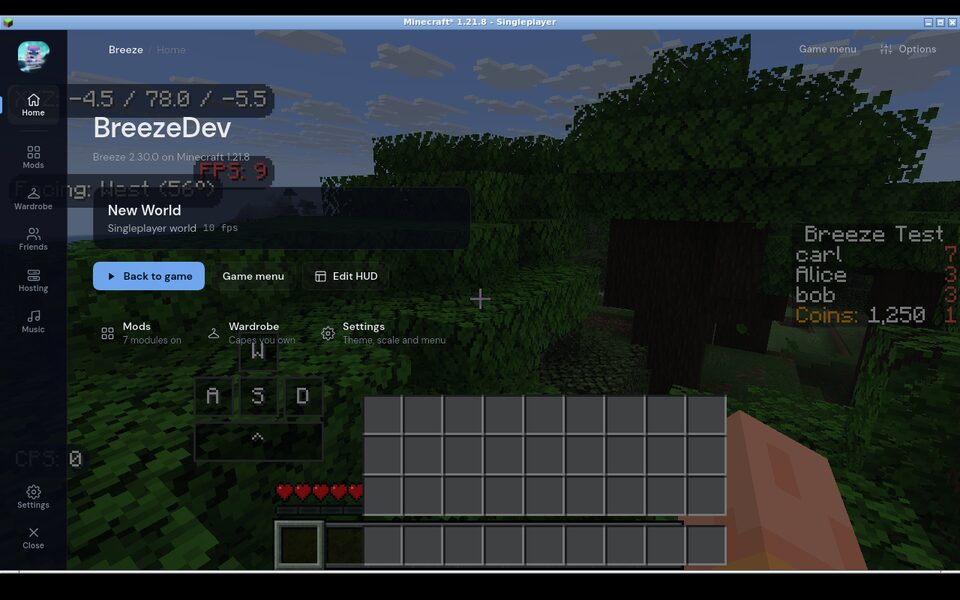 Minecraft* 1.21.8 - Singleplayer
Breeze / Home
Game menu
Options
-4.5 / 78.0 / -5.5
Home
BreezeDev
Breeze 2.30.0 on Minecraft 1.21.8
Mods
FPS: 9
Facing: West (56°)
Wardrobe
New World
Singleplayer world 10 fps
Friends
Breeze Test
carl 7
Alice 3
bob 3
Coins: 1,250 1
Hosting
Back to game
Game menu
Edit HUD
Music
Mods
7 modules on
Wardrobe
Capes you own
Settings
Theme, scale and menu
W
A S D
^
CPS: 0
Settings
Close